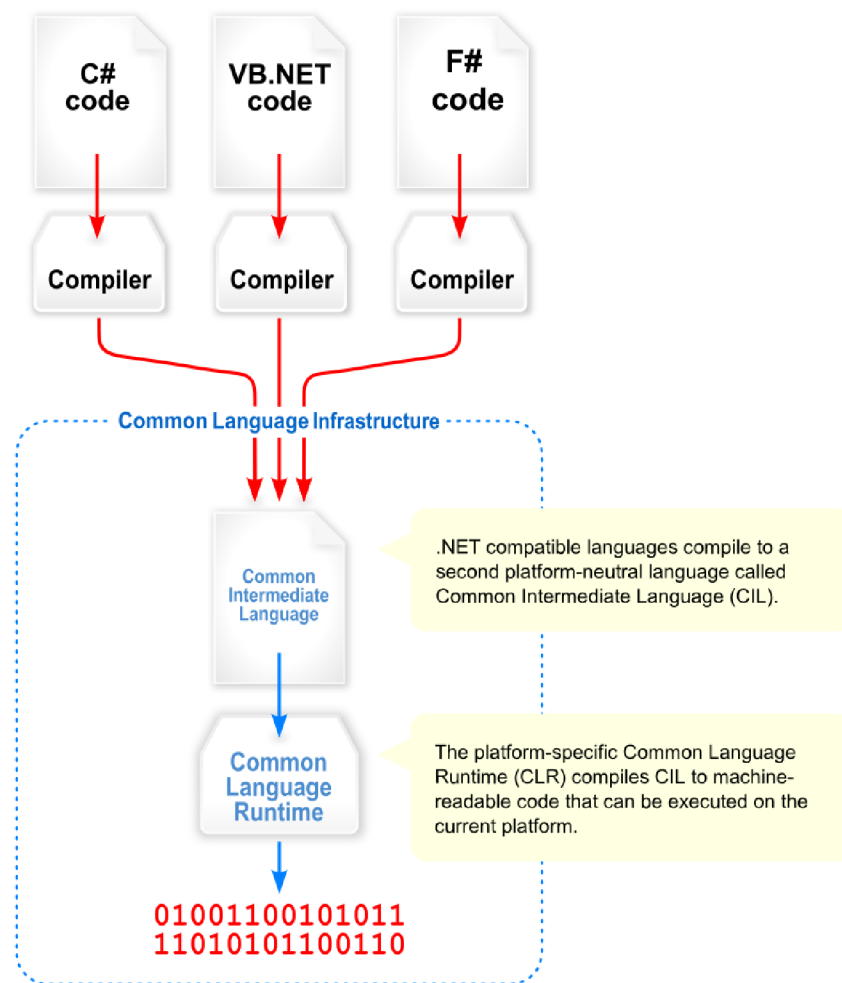 C#
code
VB.NET
code
F#
code
Compiler
Compiler
Compiler
Common Language Infrastructure
Common
Intermediate
Language
.NET compatible languages compile to a
second platform-neutral language called
Common Intermediate Language (CIL).
Common
Language
Runtime
The platform-specific Common Language
Runtime (CLR) compiles CIL to machine-
readable code that can be executed on the
current platform.
01001100101011
11010101100110